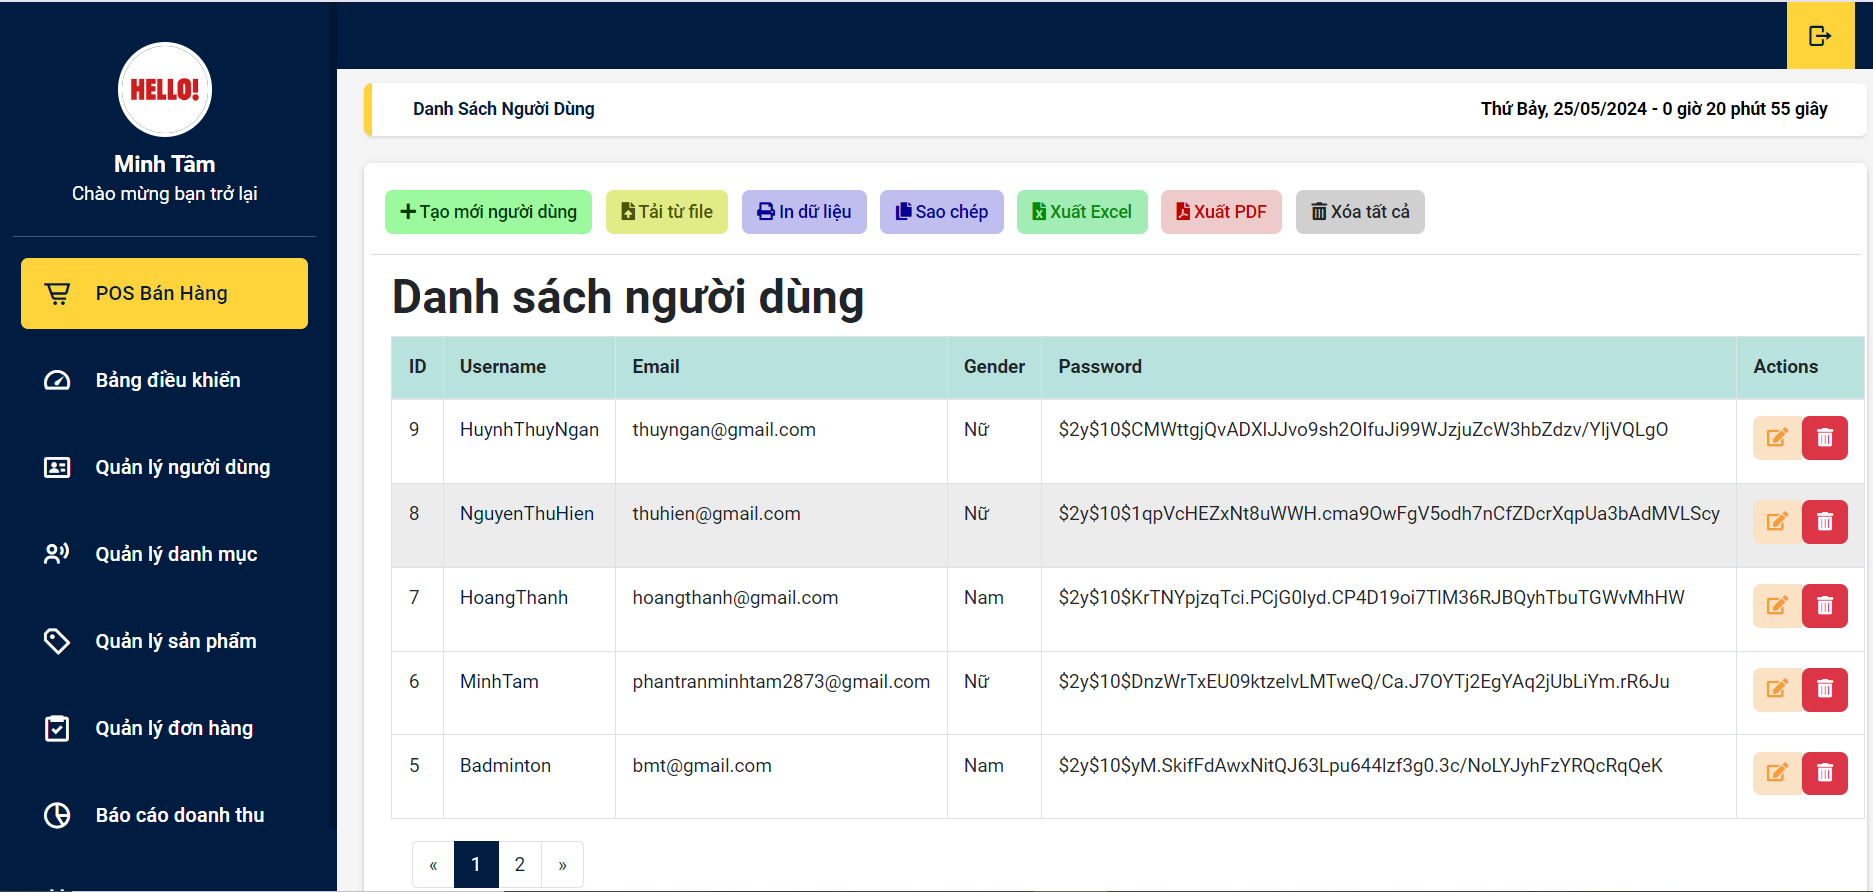 HELLO!
Minh Tâm
Chào mừng bạn trở lại
POS Bán Hàng
Bảng điều khiển
Quản lý người dùng
Quản lý danh mục
Quản lý sản phẩm
Quản lý đơn hàng
Báo cáo doanh thu
Danh Sách Người Dùng
Thứ Bảy, 25/05/2024 - 0 giờ 20 phút 55 giây
Tạo mới người dùng Tải từ file In dữ liệu Sao chép Xuất Excel Xuất PDF Xóa tất cả
Danh sách người dùng
ID Username Email Gender Password Actions
9 HuynhThuyNgan thuyngan@gmail.com Nữ $2y$10$CMWttgjQvADXlJJvo9sh2OIfuJi99WJzjuZcW3hbZdzv/YljVQLgO
8 NguyenThuHien thuhien@gmail.com Nữ $2y$10$1qpVcHEZxNt8uWWH.cma9OwFgV5odh7nCfZDcrXqpUa3bAdMVLScy
7 HoangThanh hoangthanh@gmail.com Nam $2y$10$KrTNYpjzqTci.PCjG0Iyd.CP4D19oi7TlM36RJBQyhTbuTGWvMhHW
6 MinhTam phantranminhtam2873@gmail.com Nữ $2y$10$DnzWrTxEU09ktzelvLMTweQ/Ca.J7OYTj2EgYAq2jUbLiYm.rR6Ju
5 Badminton bmt@gmail.com Nam $2y$10$yM.SkifFdAwxNitQJ63Lpu644lzf3g0.3c/NoLYJyhFzYRQcRqQeK
« 1 2 »